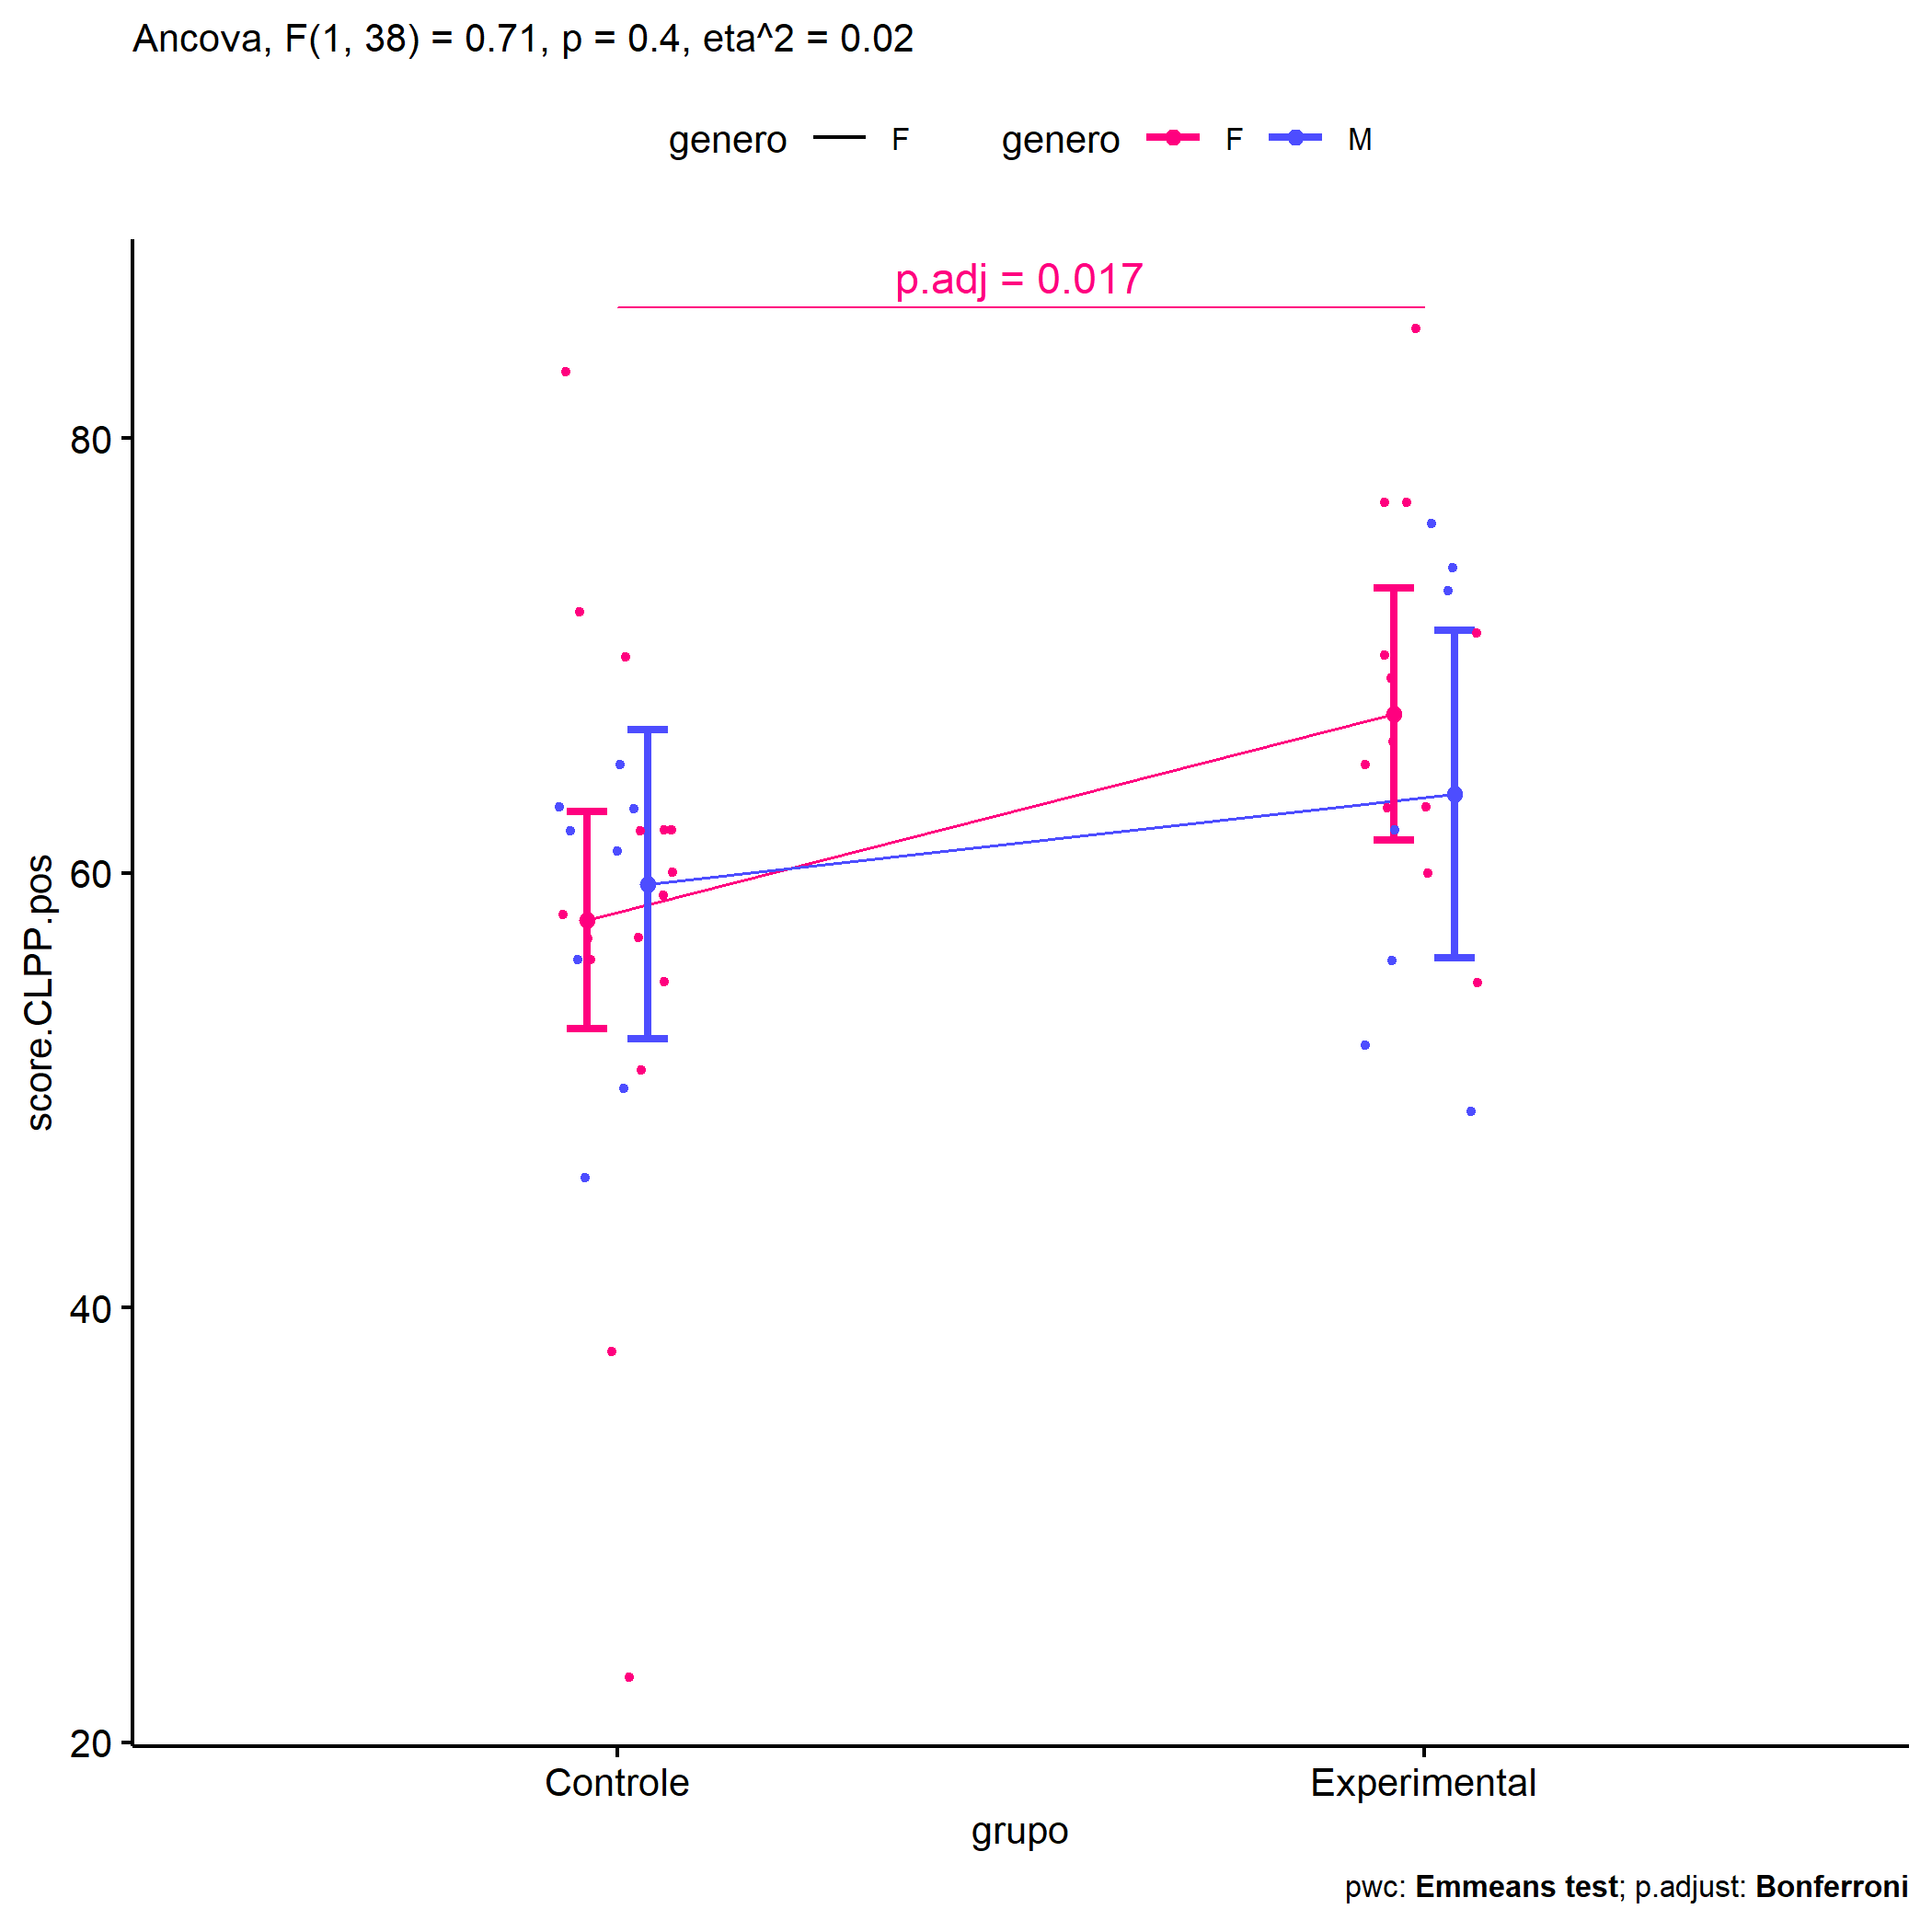 Ancova, F(1, 38) = 0.71, p = 0.4, eta^2 = 0.02
genero F genero F M
p.adj = 0.017
80
60
40
20
score.CLPP.pos
Controle Experimental
grupo
pwc: Emmeans test; p.adjust: Bonferroni